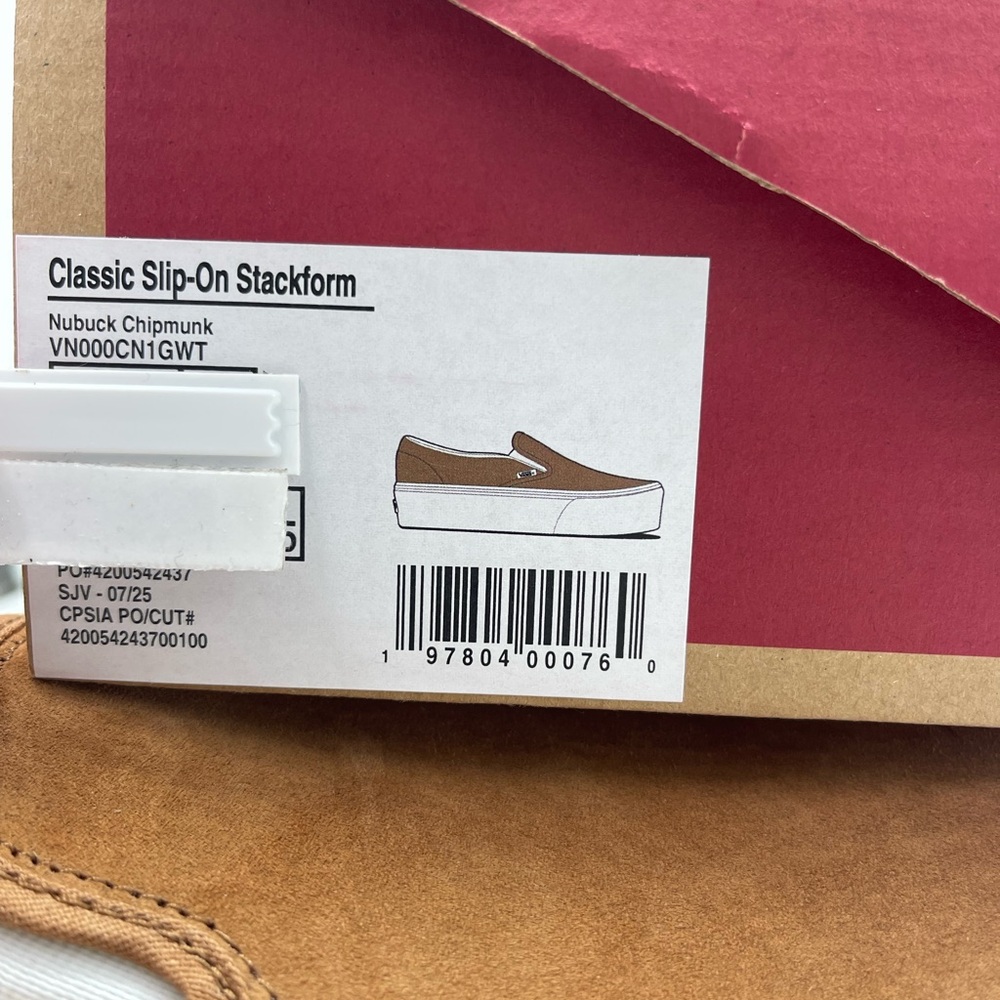 Classic Slip-On Stackform
Nubuck Chipmunk
VN000CN1GWT
5
PO#4200542437
SJV - 07/25
CPSIA PO/CUT#
420054243700100
1 97804 00076 0